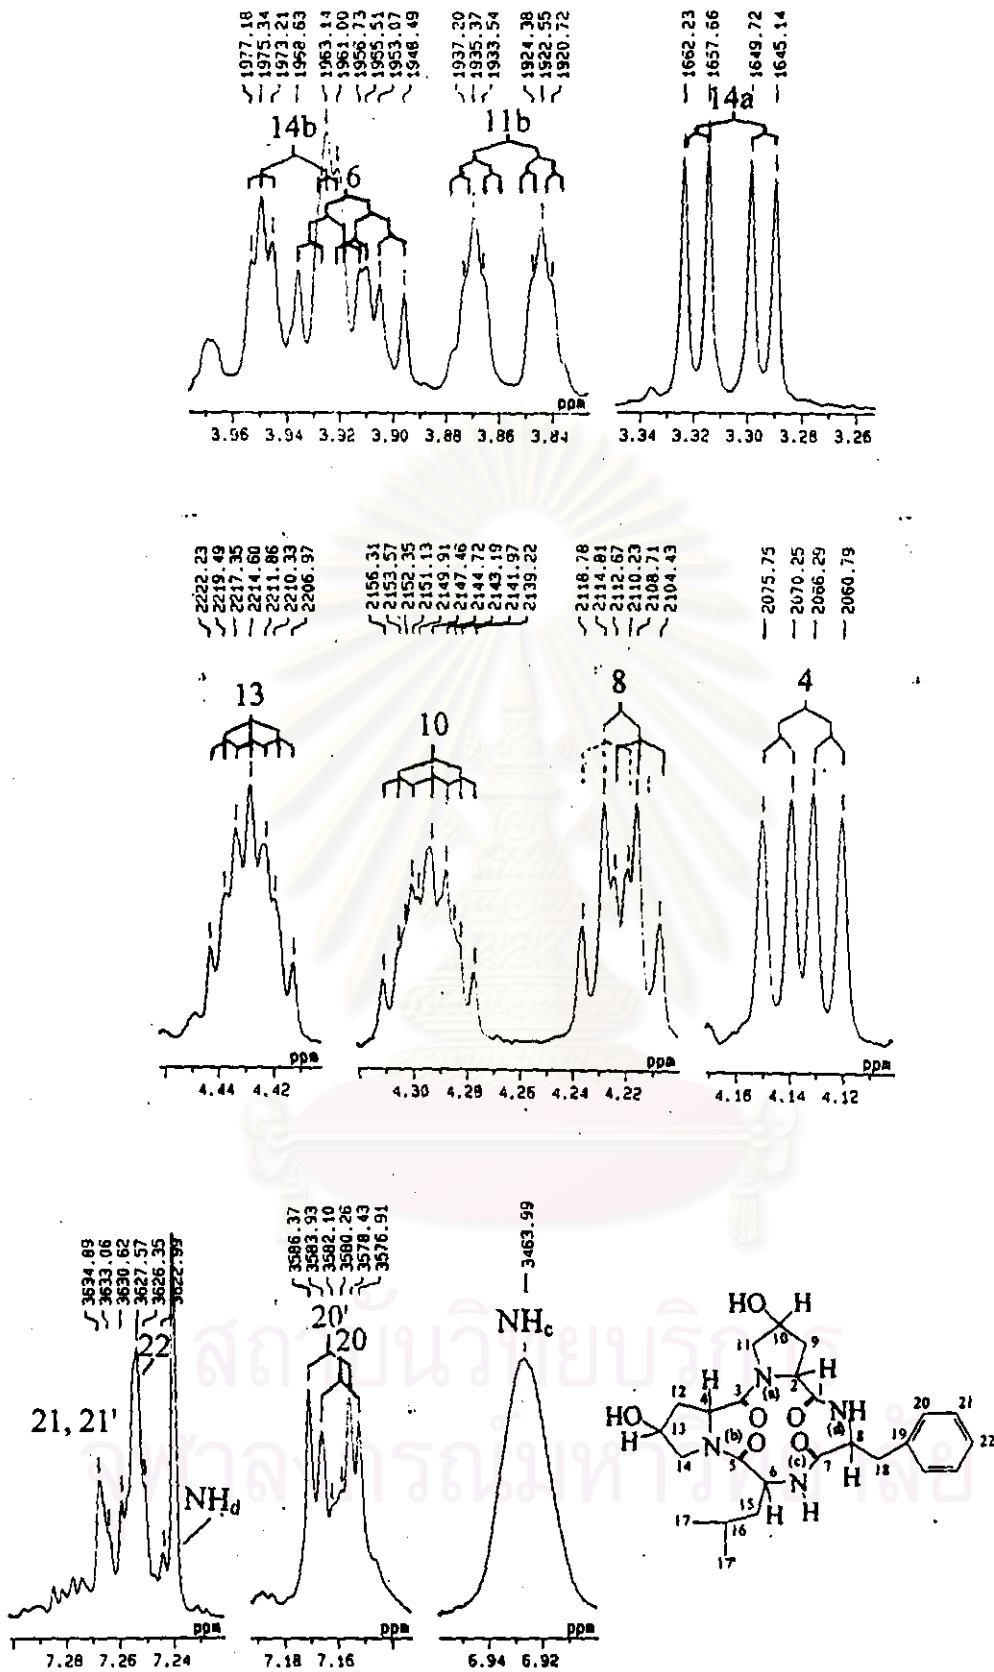 1977.18
1975.34
1973.21
1968.63
1963.14
1961.00
1956.73
1955.51
1953.07
1948.49
1937.20
1935.37
1933.54
1924.38
1922.55
1920.72
1662.23
1657.66
1649.72
1645.14
14b
6
11b
14a
ppm
3.96 3.94 3.92 3.90 3.88 3.86 3.84
3.34 3.32 3.30 3.28 3.26
2222.23
2219.49
2217.35
2214.60
2211.86
2210.33
2206.97
2156.31
2153.57
2152.35
2151.13
2149.91
2147.46
2144.72
2143.19
2141.97
2139.22
2118.78
2114.81
2112.67
2110.23
2108.71
2104.43
2075.75
2070.25
2066.29
2060.79
13
10
8
4
ppm
ppm
ppm
4.44 4.42
4.30 4.28 4.26 4.24 4.22
4.16 4.14 4.12
3634.89
3633.06
3630.62
3627.57
3626.35
3622.99
3586.37
3583.93
3582.10
3580.26
3578.43
3576.91
3463.99
22
21, 21'
NHd
20'
20
NHc
ppm
ppm
ppm
7.28 7.26 7.24
7.18 7.16
6.94 6.92
HO H
10
11 9
N (a) 2 H
12 H
4 3
HO 13 H
14 N (b) O
5 O
O NH (d)
O (c) 7 8 H
6 N H
15 H
16
17
17'
18
19
20
21
22
สถาบันวิทยบริการ
จุฬาลงกรณ์มหาวิทยาลัย